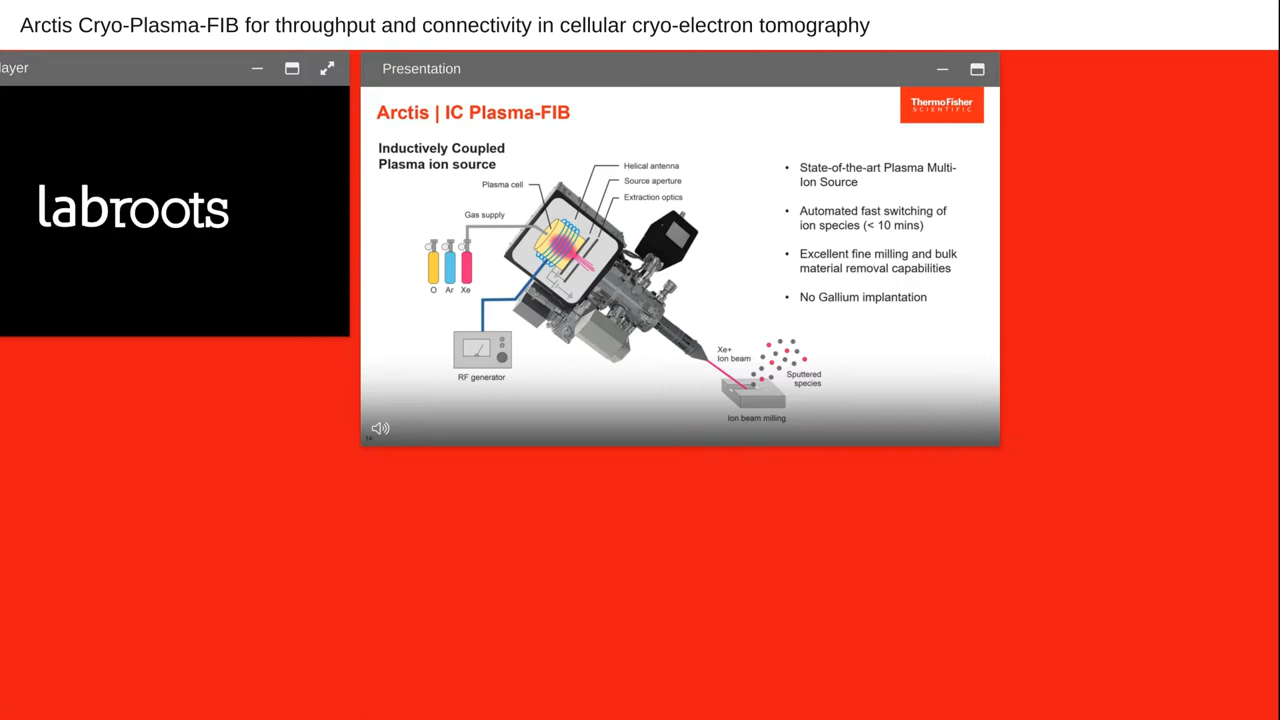 Arctis Cryo-Plasma-FIB for throughput and connectivity in cellular cryo-electron tomography
layer
labroots
Presentation
Arctis | IC Plasma-FIB
ThermoFisher
SCIENTIFIC
Inductively Coupled
Plasma ion source
Helical antenna
Source aperture
Extraction optics
Plasma cell
Gas supply
O Ar Xe
RF generator
Xe+
Ion beam
Sputtered
species
Ion beam milling
• State-of-the-art Plasma Multi-
Ion Source
• Automated fast switching of
ion species (< 10 mins)
• Excellent fine milling and bulk
material removal capabilities
• No Gallium implantation
14